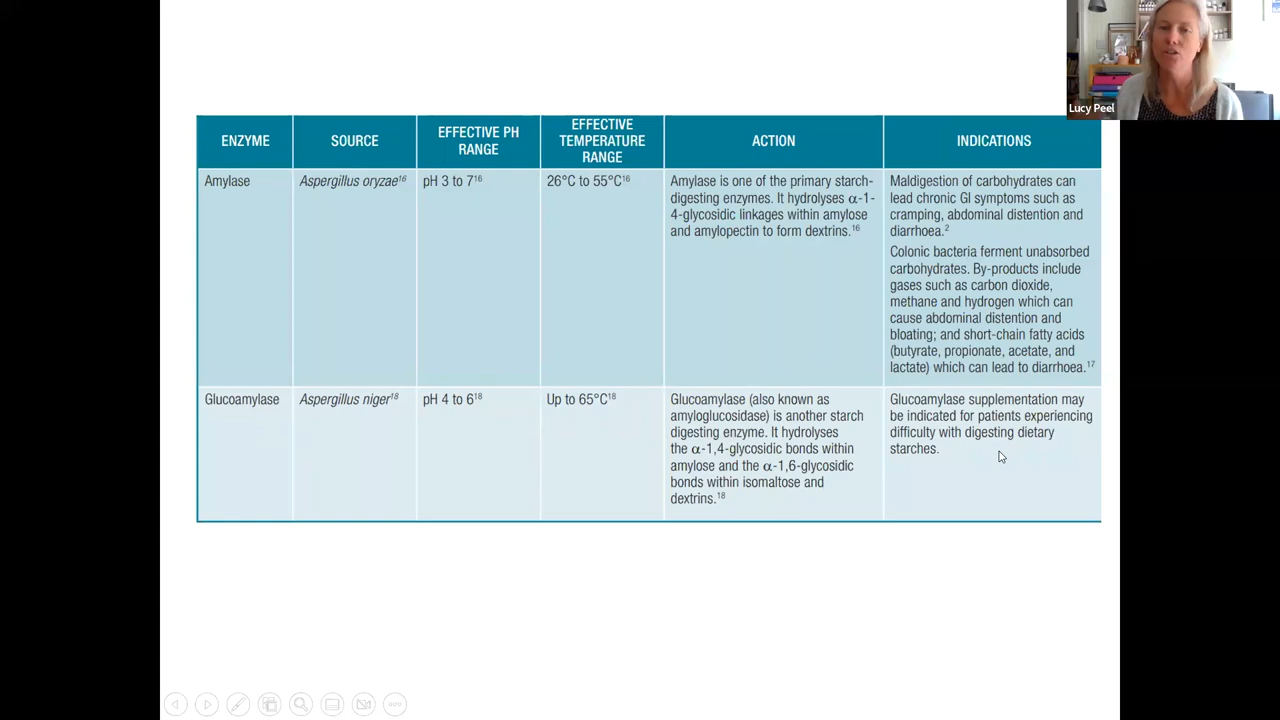 Lucy Peel
ENZYME
SOURCE
EFFECTIVE PH
RANGE
EFFECTIVE
TEMPERATURE
RANGE
ACTION
INDICATIONS
Amylase
Aspergillus oryzae16
pH 3 to 716
26°C to 55°C16
Amylase is one of the primary starch-
digesting enzymes. It hydrolyses α-1-
4-glycosidic linkages within amylose
and amylopectin to form dextrins.16
Maldigestion of carbohydrates can
lead chronic GI symptoms such as
cramping, abdominal distention and
diarrhoea.2
Colonic bacteria ferment unabsorbed
carbohydrates. By-products include
gases such as carbon dioxide,
methane and hydrogen which can
cause abdominal distention and
bloating; and short-chain fatty acids
(butyrate, propionate, acetate, and
lactate) which can lead to diarrhoea.17
Glucoamylase
Aspergillus niger18
pH 4 to 618
Up to 65°C18
Glucoamylase (also known as
amyloglucosidase) is another starch
digesting enzyme. It hydrolyses
the α-1,4-glycosidic bonds within
amylose and the α-1,6-glycosidic
bonds within isomaltose and
dextrins.18
Glucoamylase supplementation may
be indicated for patients experiencing
difficulty with digesting dietary
starches.